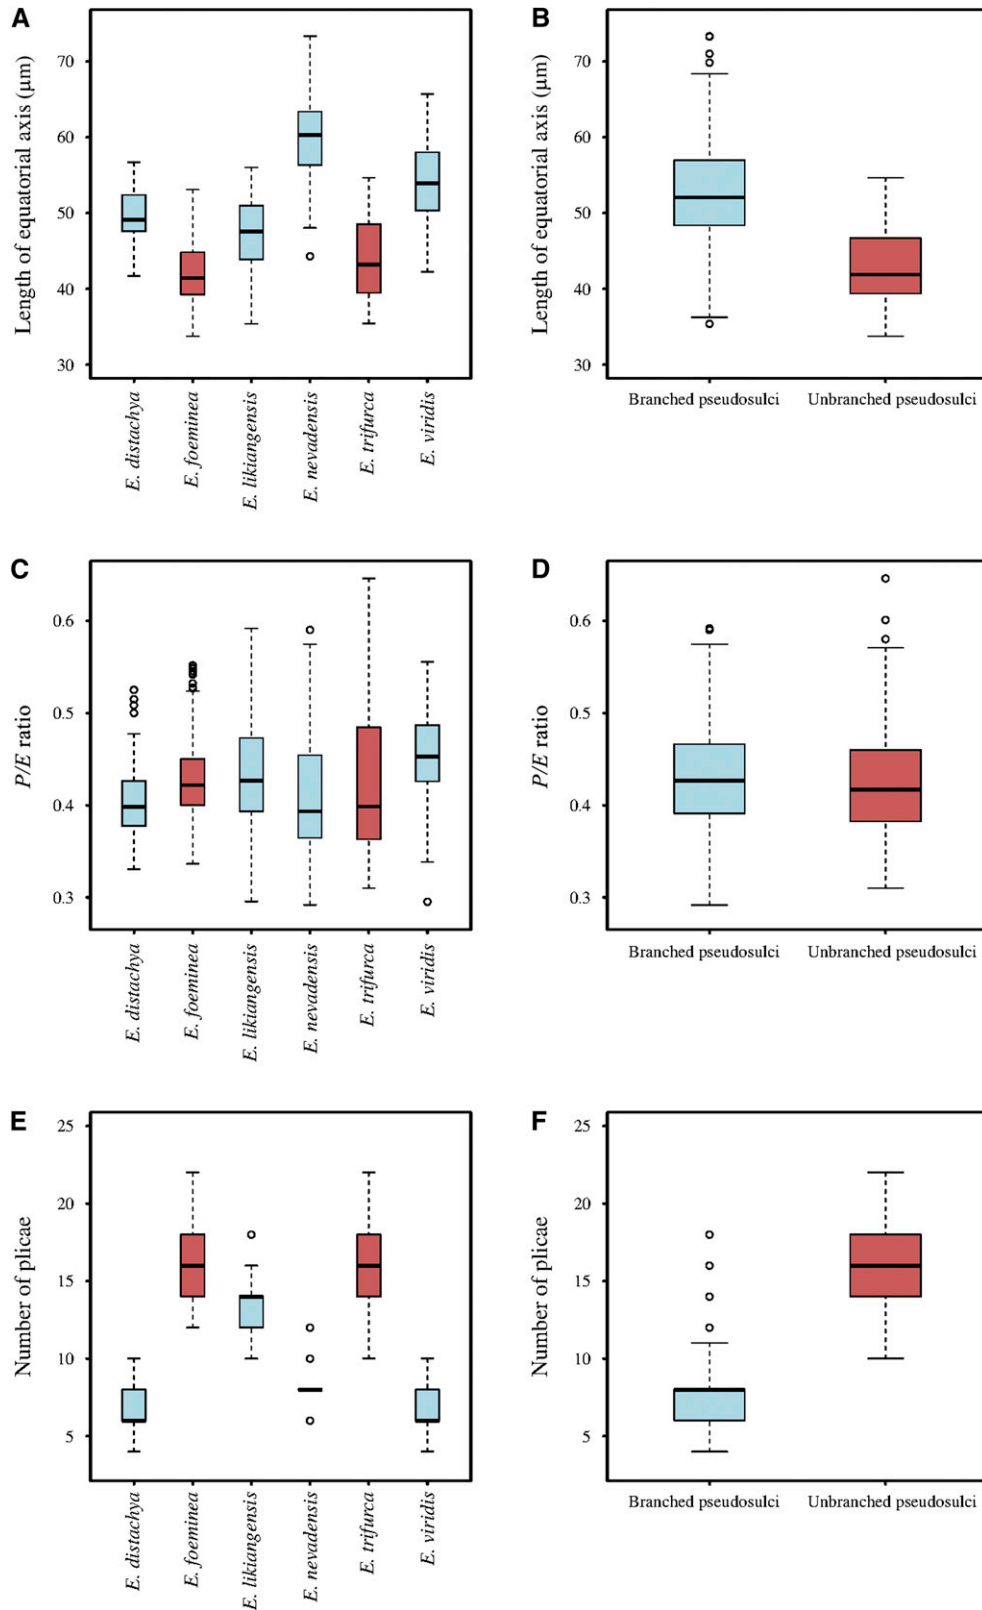 A
Length of equatorial axis (μm)
70
60
50
40
30
E. distachya
E. foeminea
E. likiangensis
E. nevadensis
E. trifurca
E. viridis
B
Length of equatorial axis (μm)
70
60
50
40
30
Branched pseudosulci
Unbranched pseudosulci
C
P/E ratio
0.6
0.5
0.4
0.3
E. distachya
E. foeminea
E. likiangensis
E. nevadensis
E. trifurca
E. viridis
D
P/E ratio
0.6
0.5
0.4
0.3
Branched pseudosulci
Unbranched pseudosulci
E
Number of plicae
25
20
15
10
5
E. distachya
E. foeminea
E. likiangensis
E. nevadensis
E. trifurca
E. viridis
F
Number of plicae
25
20
15
10
5
Branched pseudosulci
Unbranched pseudosulci